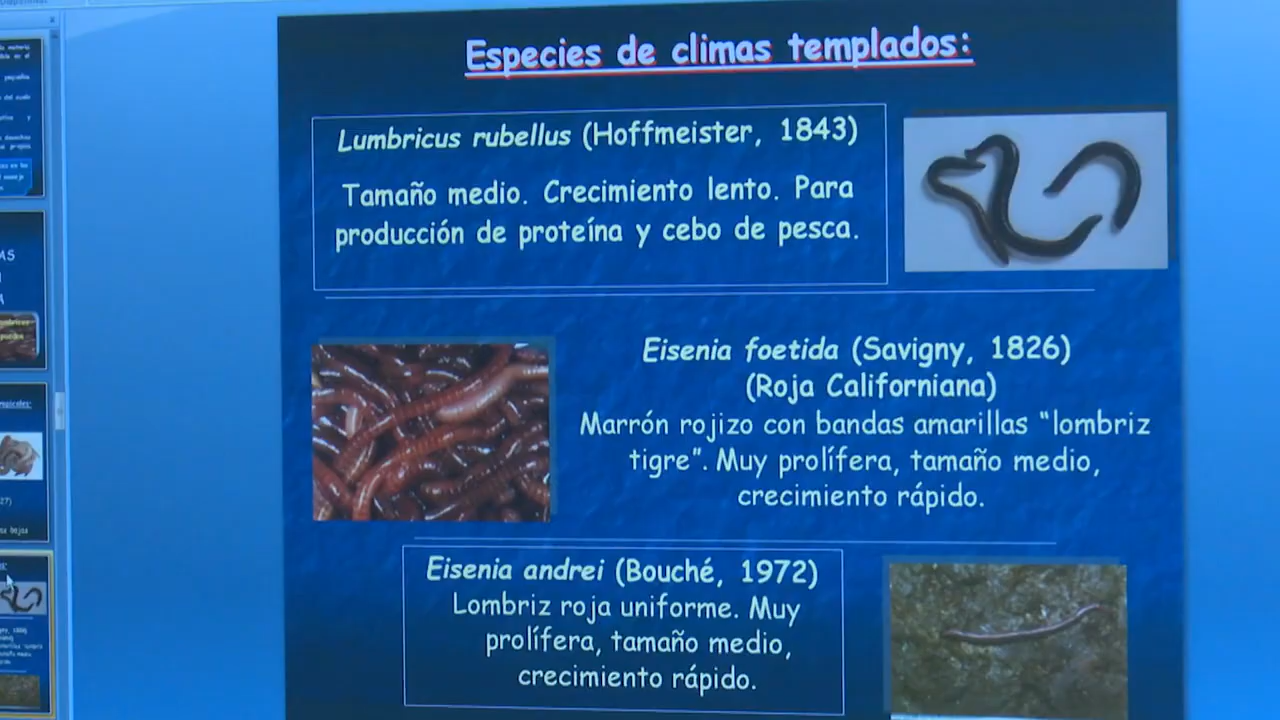 Especies de climas templados:
Lumbricus rubellus (Hoffmeister, 1843)
Tamaño medio. Crecimiento lento. Para
producción de proteína y cebo de pesca.
Eisenia foetida (Savigny, 1826)
(Roja Californiana)
Marrón rojizo con bandas amarillas “lombriz
tigre”. Muy prolífera, tamaño medio,
crecimiento rápido.
Eisenia andrei (Bouché, 1972)
Lombriz roja uniforme. Muy
prolífera, tamaño medio,
crecimiento rápido.